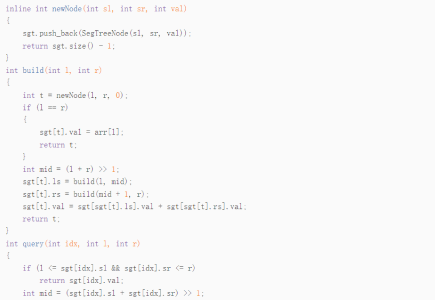 inline int newNode(int sl, int sr, int val)
{
    sgt.push_back(SegTreeNode(sl, sr, val));
    return sgt.size() - 1;
}
int build(int l, int r)
{
    int t = newNode(l, r, 0);
    if (l == r)
    {
        sgt[t].val = arr[l];
        return t;
    }
    int mid = (l + r) >> 1;
    sgt[t].ls = build(l, mid);
    sgt[t].rs = build(mid + 1, r);
    sgt[t].val = sgt[sgt[t].ls].val + sgt[sgt[t].rs].val;
    return t;
}
int query(int idx, int l, int r)
{
    if (l <= sgt[idx].sl && sgt[idx].sr <= r)
        return sgt[idx].val;
    int mid = (sgt[idx].sl + sgt[idx].sr) >> 1;